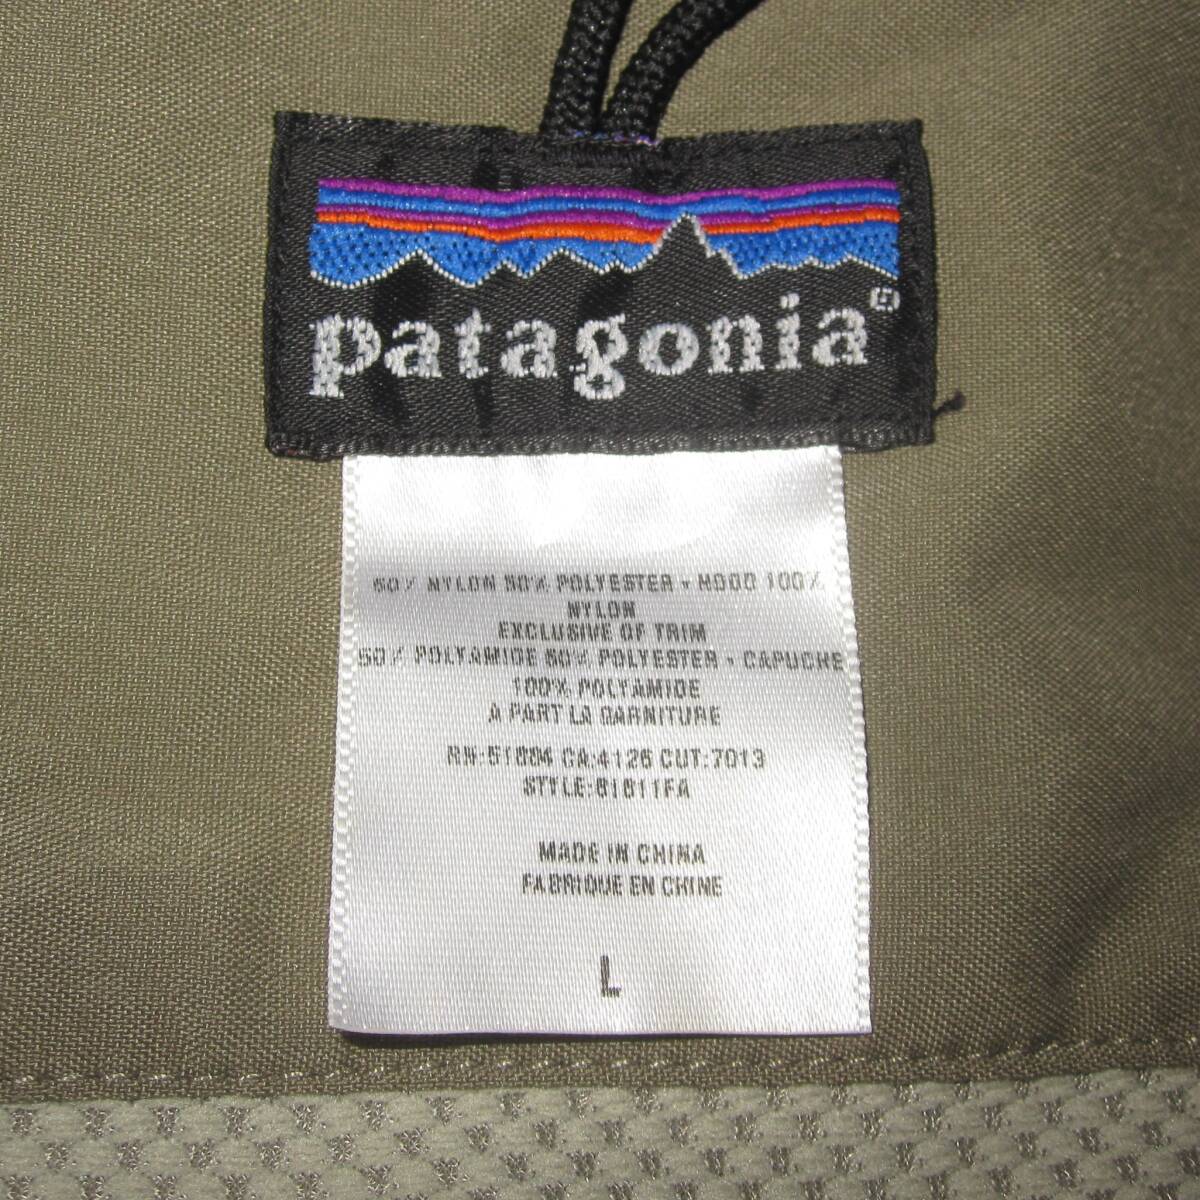 patagonia®
50% NYLON 50% POLYESTER • HOOD 100%
NYLON
EXCLUSIVE OF TRIM
50% POLYAMIDE 50% POLYESTER • CAPUCHE
100% POLYAMIDE
A PART LA GARNITURE
RN:51884 CA:4126 CUT:7013
STYLE:81811FA
MADE IN CHINA
FABRIQUE EN CHINE
L